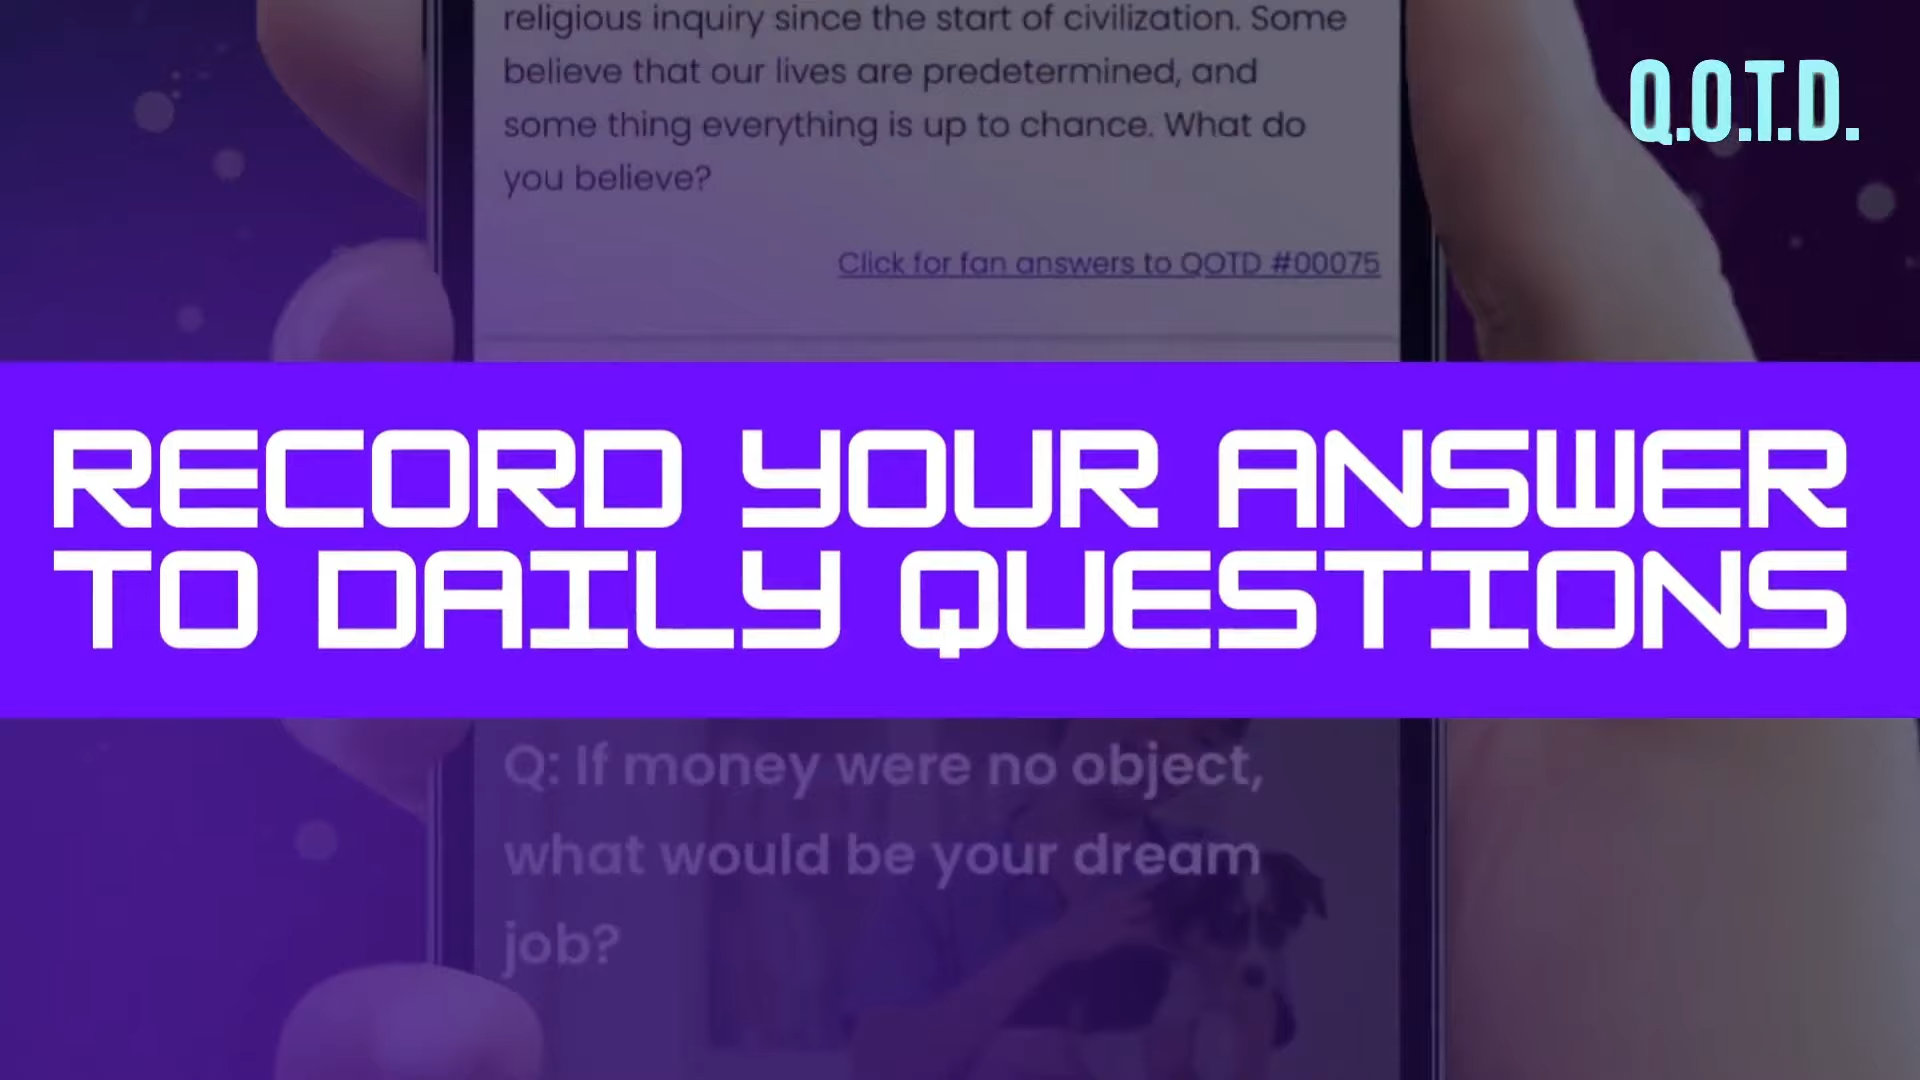 religious inquiry since the start of civilization. Some
believe that our lives are predetermined, and
some thing everything is up to chance. What do
you believe?
Q.O.T.D.
Click for fan answers to QOTD #00075
RECORD YOUR ANSWER
TO DAILY QUESTIONS
Q: If money were no object,
what would be your dream
job?